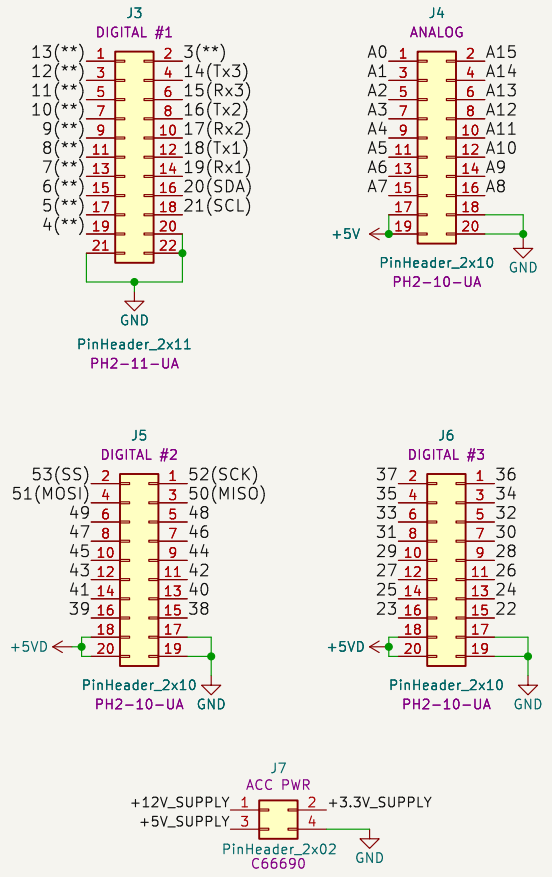 J3
DIGITAL #1
13(**) 1 2 3(**)
12(**) 3 4 14(Tx3)
11(**) 5 6 15(Rx3)
10(**) 7 8 16(Tx2)
9(**) 9 10 17(Rx2)
8(**) 11 12 18(Tx1)
7(**) 13 14 19(Rx1)
6(**) 15 16 20(SDA)
5(**) 17 18 21(SCL)
4(**) 19 20
21 22
GND
PinHeader_2x11
PH2-11-UA
J4
ANALOG
A0 1 2 A15
A1 3 4 A14
A2 5 6 A13
A3 7 8 A12
A4 9 10 A11
A5 11 12 A10
A6 13 14 A9
A7 15 16 A8
17 18
+5V 19 20
GND
PinHeader_2x10
PH2-10-UA
J5
DIGITAL #2
53(SS) 2 1 52(SCK)
51(MOSI) 4 3 50(MISO)
49 6 5 48
47 8 7 46
45 10 9 44
43 12 11 42
41 14 13 40
39 16 15 38
18 17
+5VD 20 19
PinHeader_2x10
PH2-10-UA GND
J6
DIGITAL #3
37 2 1 36
35 4 3 34
33 6 5 32
31 8 7 30
29 10 9 28
27 12 11 26
25 14 13 24
23 16 15 22
18 17
+5VD 20 19
PinHeader_2x10
PH2-10-UA GND
J7
ACC PWR
+12V_SUPPLY 1 2 +3.3V_SUPPLY
+5V_SUPPLY 3 4
PinHeader_2x02
C66690
GND